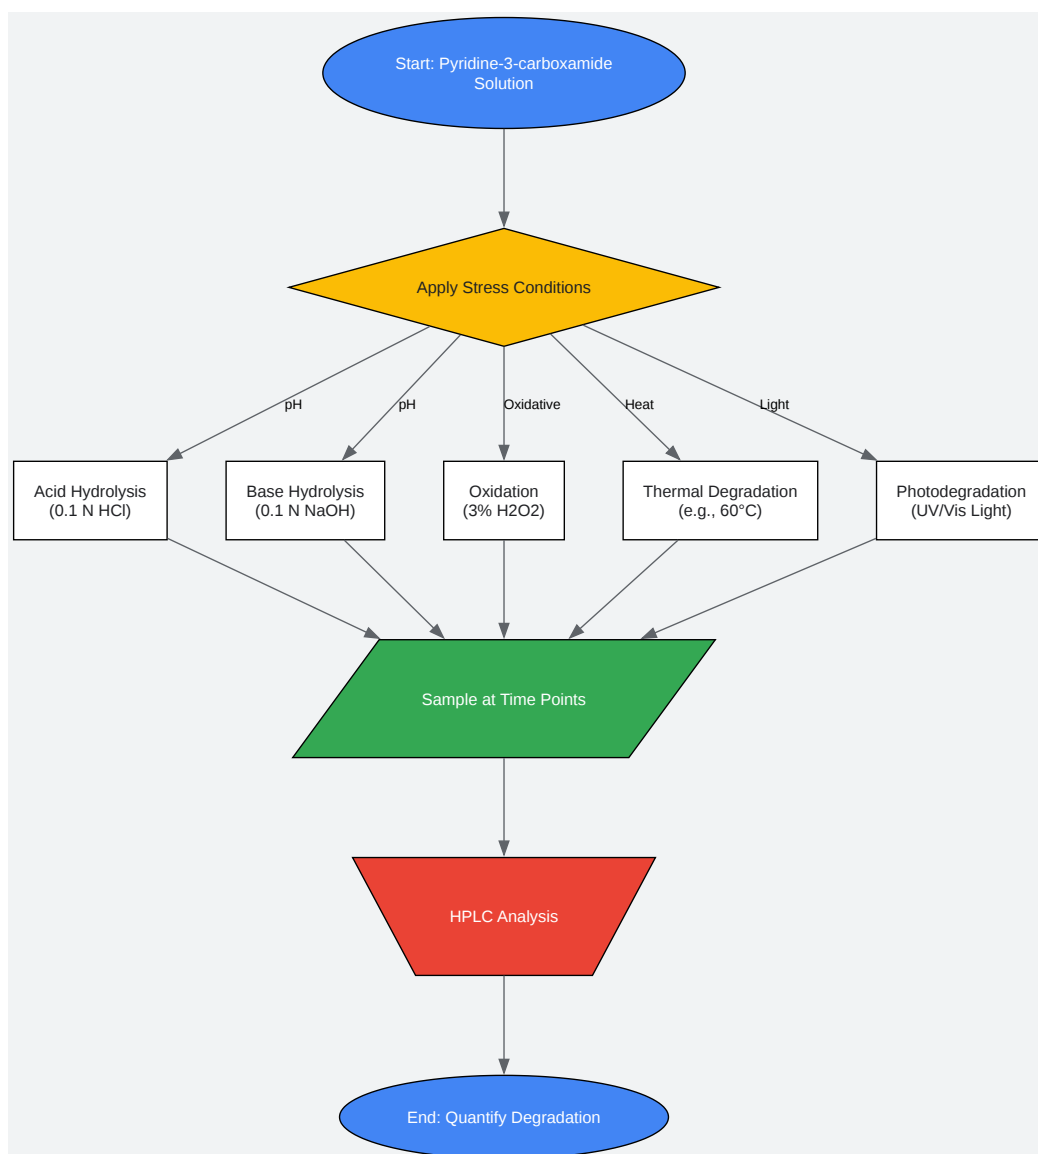 Start: Pyridine-3-carboxamide
Solution
Apply Stress Conditions
pH
pH
Oxidative
Heat
Light
Acid Hydrolysis
(0.1 N HCl)
Base Hydrolysis
(0.1 N NaOH)
Oxidation
(3% H2O2)
Thermal Degradation
(e.g., 60°C)
Photodegradation
(UV/Vis Light)
Sample at Time Points
HPLC Analysis
End: Quantify Degradation